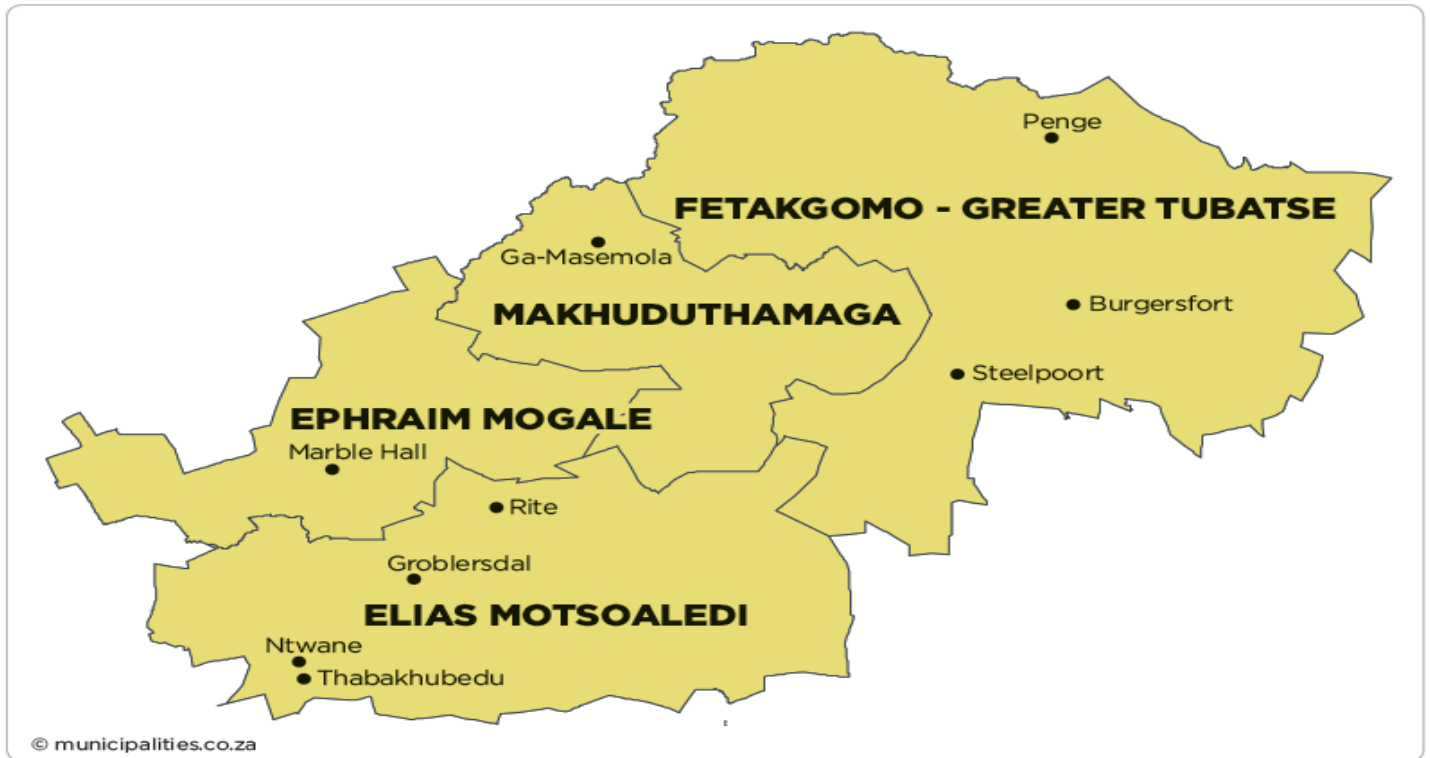 Penge
FETAKGOMO - GREATER TUBATSE
Ga-Masemola
MAKHUDUTHAMAGA
Burgersfort
Steelpoort
EPHRAIM MOGALE
Marble Hall
Rite
Groblersdal
ELIAS MOTSOALEDI
Ntwane
Thabakhubedu
© municipalities.co.za